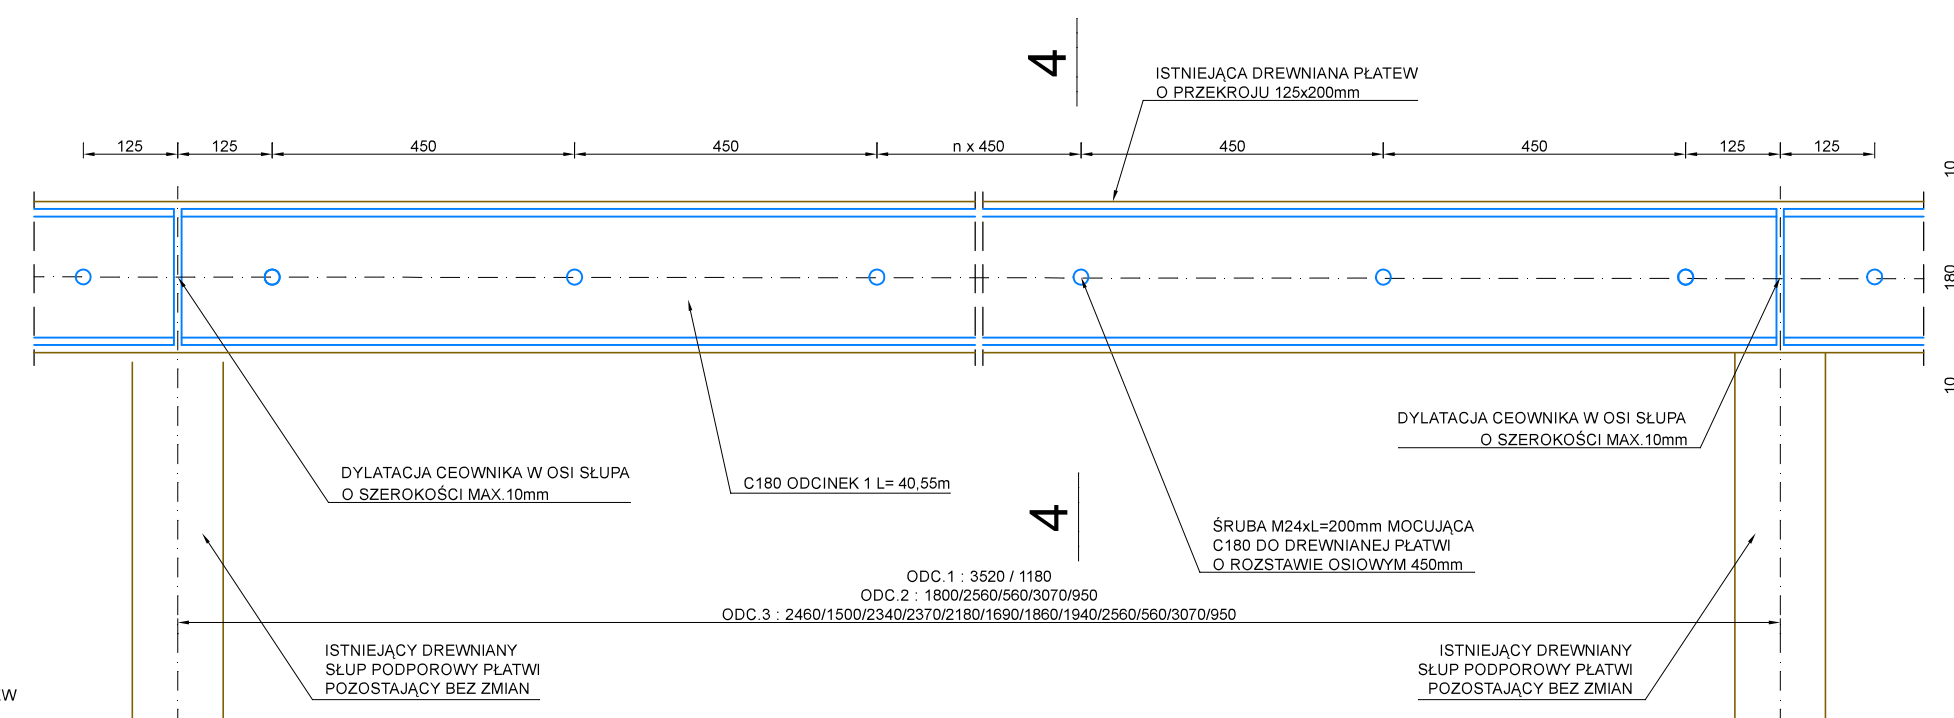 4
ISTNIEJĄCA DREWNIANA PŁATEW
O PRZEKROJU 125x200mm
125
125
450
450
n x 450
450
450
125
125
10
180
10
DYLATACJA CEOWNIKA W OSI SŁUPA
O SZEROKOŚCI MAX.10mm
DYLATACJA CEOWNIKA W OSI SŁUPA
O SZEROKOŚCI MAX.10mm
C180 ODCINEK 1 L= 40,55m
4
ŚRUBA M24xL=200mm MOCUJĄCA
C180 DO DREWNIANEJ PŁATWI
O ROZSTAWIE OSIOWYM 450mm
ODC.1 : 3520 / 1180
ODC.2 : 1800/2560/560/3070/950
ODC.3 : 2460/1500/2340/2370/2180/1690/1860/1940/2560/560/3070/950
ISTNIEJĄCY DREWNIANY
SŁUP PODPOROWY PŁATWI
POZOSTAJĄCY BEZ ZMIAN
ISTNIEJĄCY DREWNIANY
SŁUP PODPOROWY PŁATWI
POZOSTAJĄCY BEZ ZMIAN